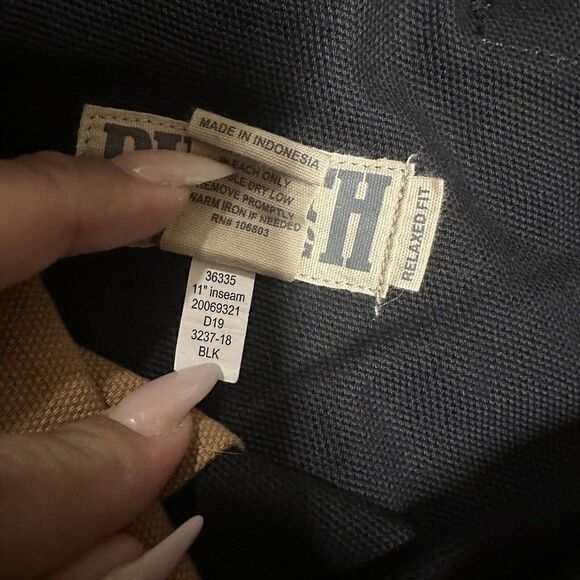 MADE IN INDONESIA
BLEACH ONLY
DRY LOW
REMOVE PROMPTLY
WARM IRON IF NEEDED
RN# 106803
RELAXED FIT
36335
11" inseam
20069321
D19
3237-18
BLK